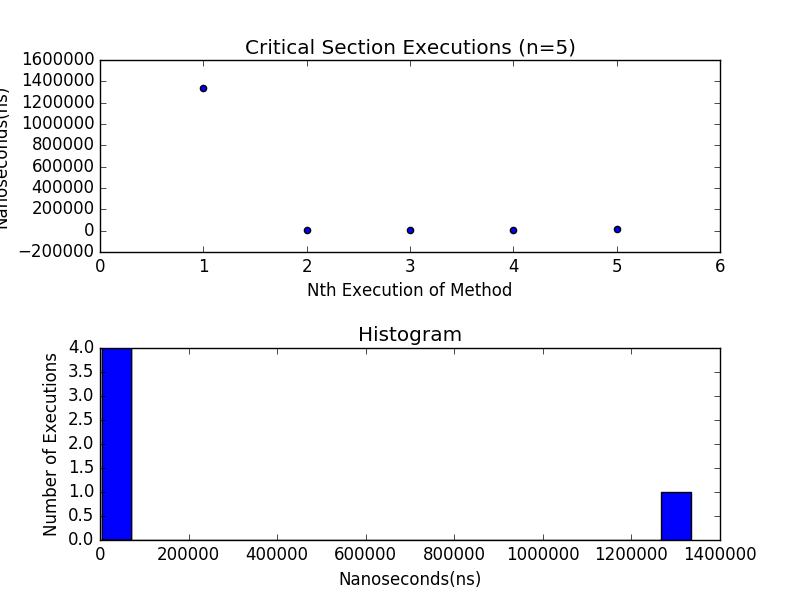 Critical Section Executions (n=5)
1600000
1400000
1200000
1000000
800000
600000
400000
200000
0
−200000
Nanoseconds(ns)
0 1 2 3 4 5 6
Nth Execution of Method
Histogram
4.0
3.5
3.0
2.5
2.0
1.5
1.0
0.5
0.0
Number of Executions
0 200000 400000 600000 800000 1000000 1200000 1400000
Nanoseconds(ns)